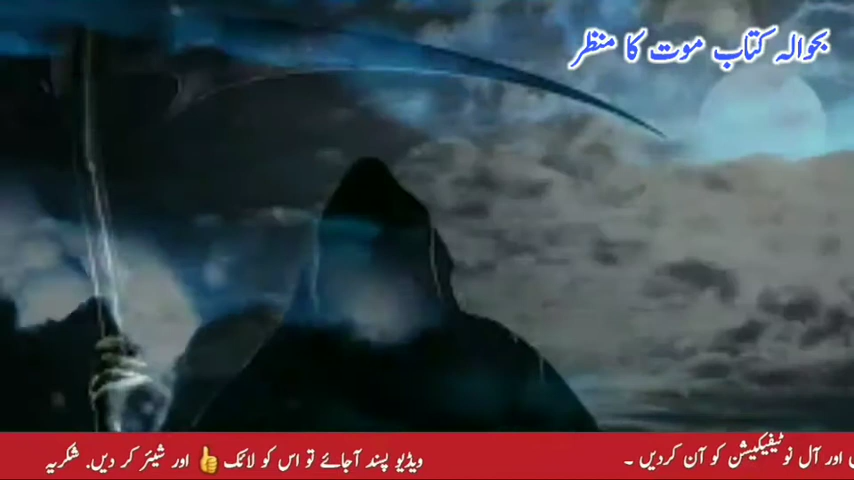 بحوالہ کتاب موت کا منظر
اور آل نوٹیفیکیشن کو آن کردیں ۔ ویڈیو پسند آجائے تو اس کو لائک 👍 اور شیئر کر دیں. شکریہ